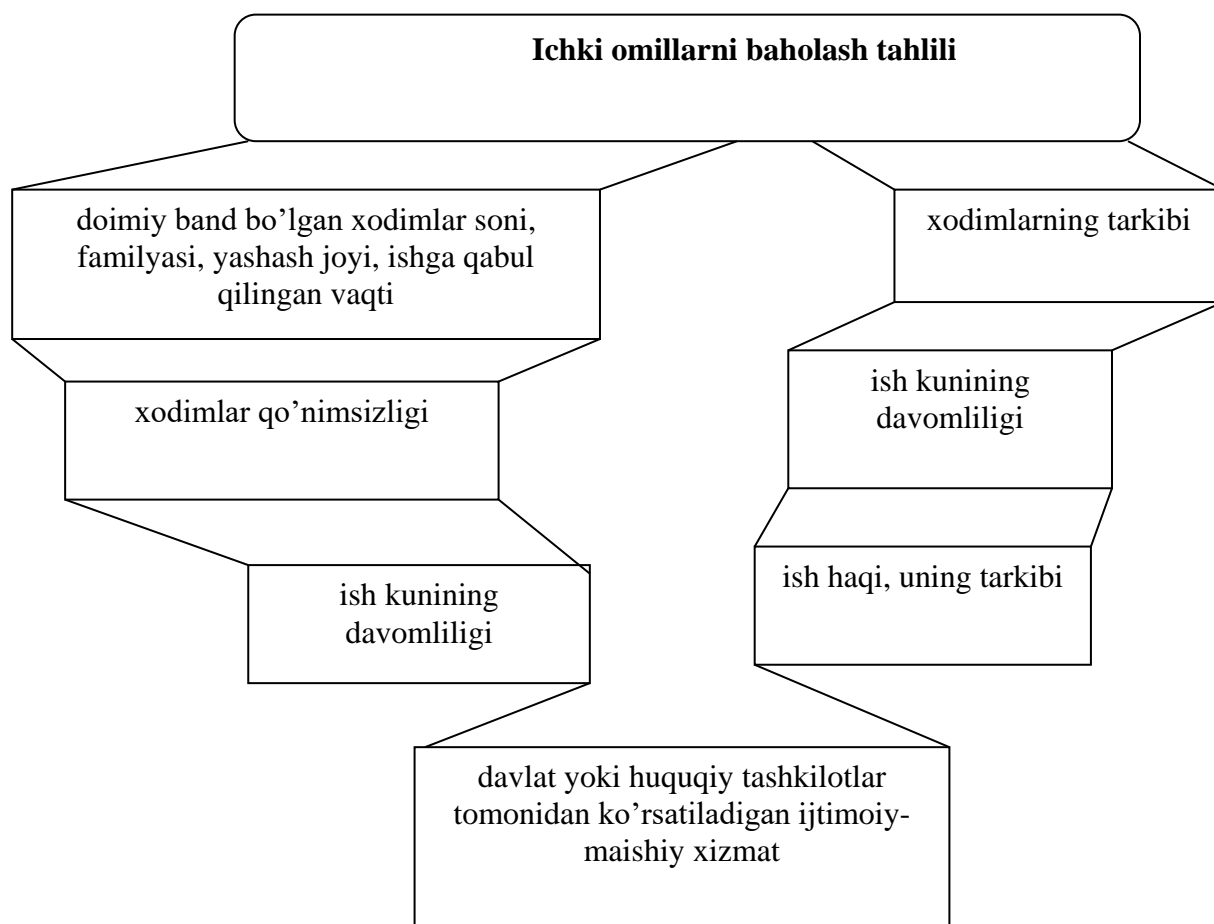 Ichki omillarni baholash tahlili
doimiy band bo’lgan xodimlar soni,
familyasi, yashash joyi, ishga qabul
qilingan vaqti
xodimlarning tarkibi
xodimlar qo’nimsizligi
ish kunining
davomliligi
ish kunining
davomliligi
ish haqi, uning tarkibi
davlat yoki huquqiy tashkilotlar
tomonidan ko’rsatiladigan ijtimoiy-
maishiy xizmat